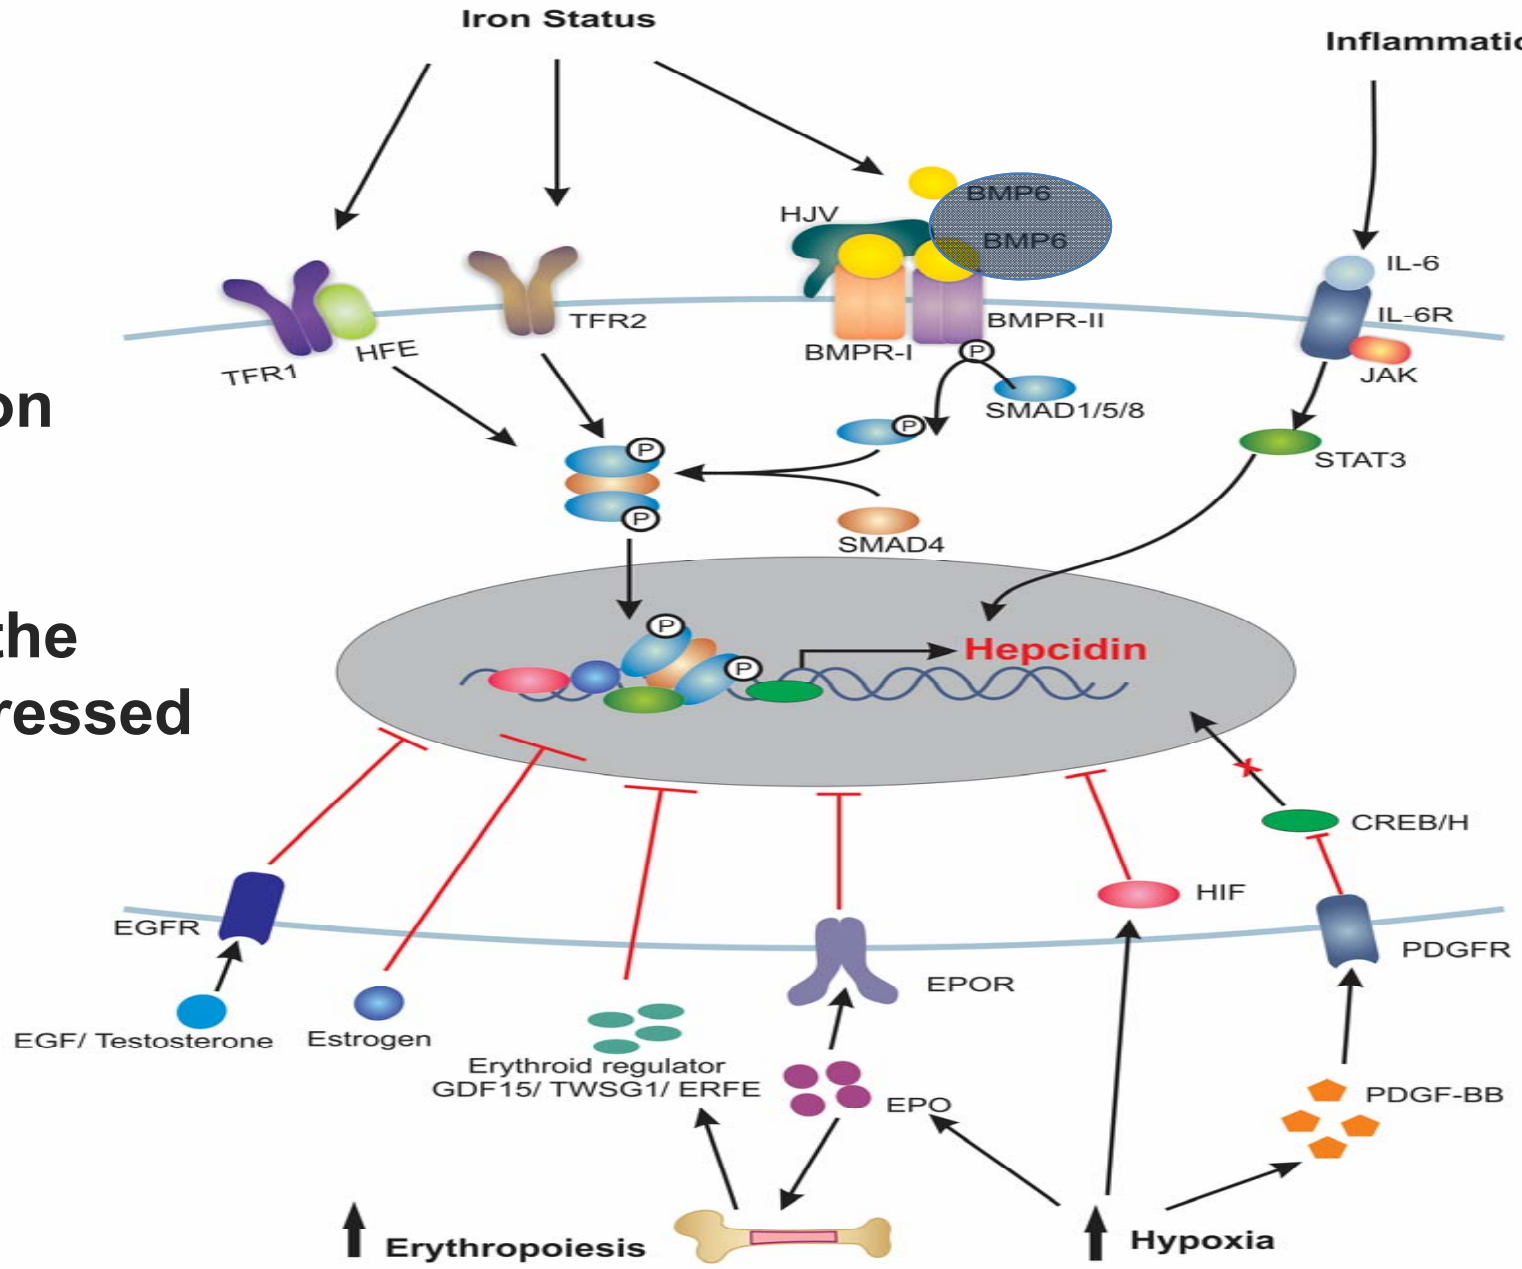 Iron Status
Inflammatic
BMP6
HJV
BMP6
IL-6
IL-6R
TFR2
BMPR-II
HFE
BMPR-I
P
TFR1
JAK
SMAD1/5/8
on
P
P
STAT3
P
SMAD4
the
P
Hepcidin
P
ressed
CREB/H
HIF
EGFR
PDGFR
EPOR
EGF/ Testosterone
Estrogen
Erythroid regulator
GDF15/ TWSG1/ ERFE
EPO
PDGF-BB
Erythropoiesis
Hypoxia